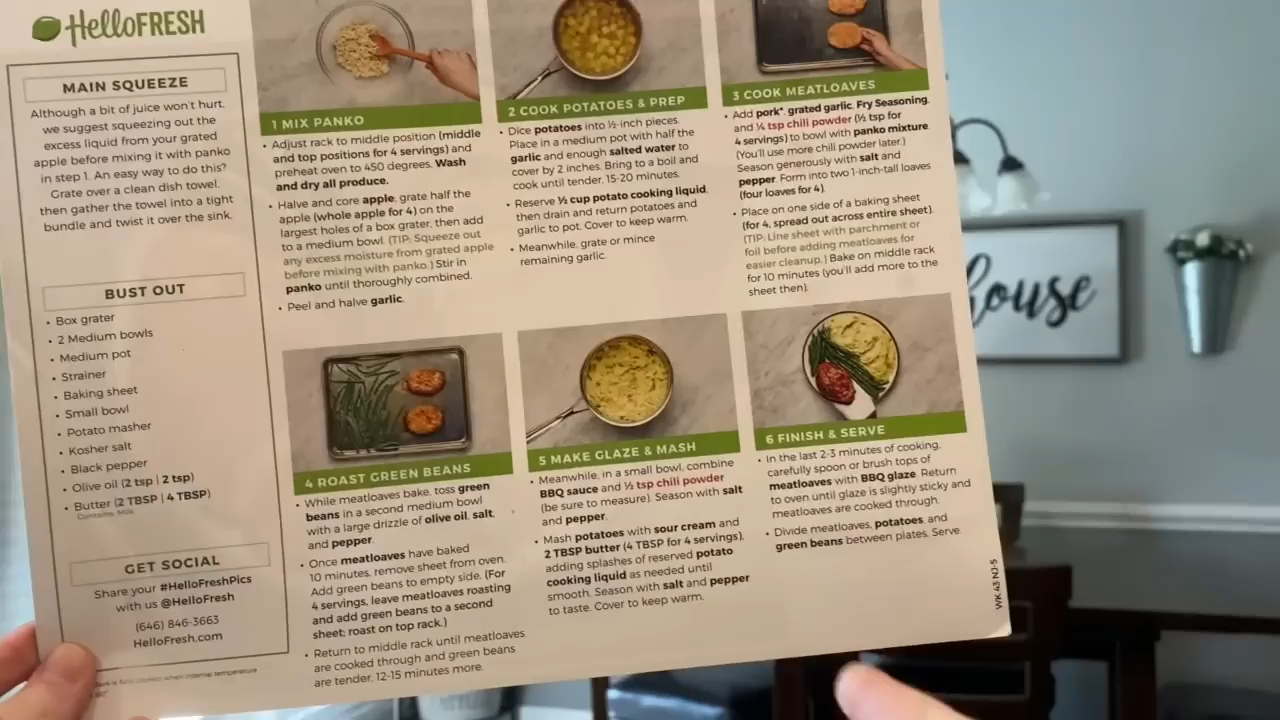 HelloFRESH
MAIN SQUEEZE
Although a bit of juice won't hurt,
we suggest squeezing out the
excess liquid from your grated
apple before mixing it with panko
in step 1. An easy way to do this?
Grate over a clean dish towel,
then gather the towel into a tight
bundle and twist it over the sink.
BUST OUT
• Box grater
• 2 Medium bowls
• Medium pot
• Strainer
• Baking sheet
• Small bowl
• Potato masher
• Kosher salt
• Black pepper
• Olive oil (2 tsp | 2 tsp)
• Butter (2 TBSP | 4 TBSP)
Contains: Milk
GET SOCIAL
Share your #HelloFreshPics
with us @HelloFresh
(646) 846-3663
HelloFresh.com
fully cooked when internal temperature
1 MIX PANKO
• Adjust rack to middle position (middle
and top positions for 4 servings) and
preheat oven to 450 degrees. Wash
and dry all produce.
• Halve and core apple; grate half the
apple (whole apple for 4) on the
largest holes of a box grater, then add
to a medium bowl. (TIP: Squeeze out
any excess moisture from grated apple
before mixing with panko.) Stir in
panko until thoroughly combined.
• Peel and halve garlic.
2 COOK POTATOES & PREP
• Dice potatoes into ½-inch pieces.
Place in a medium pot with half the
garlic and enough salted water to
cover by 2 inches. Bring to a boil and
cook until tender, 15-20 minutes.
• Reserve ½ cup potato cooking liquid,
then drain and return potatoes and
garlic to pot. Cover to keep warm.
• Meanwhile, grate or mince
remaining garlic.
3 COOK MEATLOAVES
• Add pork*, grated garlic, Fry Seasoning,
and ¼ tsp chili powder (½ tsp for
4 servings) to bowl with panko mixture.
(You'll use more chili powder later.)
Season generously with salt and
pepper. Form into two 1-inch-tall loaves
(four loaves for 4).
• Place on one side of a baking sheet
(for 4, spread out across entire sheet).
(TIP: Line sheet with parchment or
foil before adding meatloaves for
easier cleanup.) Bake on middle rack
for 10 minutes (you'll add more to the
sheet then).
4 ROAST GREEN BEANS
• While meatloaves bake, toss green
beans in a second medium bowl
with a large drizzle of olive oil, salt,
and pepper.
• Once meatloaves have baked
10 minutes, remove sheet from oven.
Add green beans to empty side. (For
4 servings, leave meatloaves roasting
and add green beans to a second
sheet; roast on top rack.)
• Return to middle rack until meatloaves
are cooked through and green beans
are tender, 12-15 minutes more.
5 MAKE GLAZE & MASH
• Meanwhile, in a small bowl, combine
BBQ sauce and ½ tsp chili powder
(be sure to measure). Season with salt
and pepper.
• Mash potatoes with sour cream and
2 TBSP butter (4 TBSP for 4 servings),
adding splashes of reserved potato
cooking liquid as needed until
smooth. Season with salt and pepper
to taste. Cover to keep warm.
6 FINISH & SERVE
• In the last 2-3 minutes of cooking,
carefully spoon or brush tops of
meatloaves with BBQ glaze. Return
to oven until glaze is slightly sticky and
meatloaves are cooked through.
• Divide meatloaves, potatoes, and
green beans between plates. Serve.
WK 43 NJ-5
house